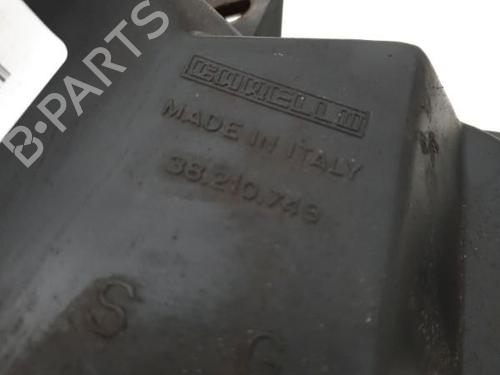 B-PARTS
CARELLO
MADE IN ITALY
38.210.749
S
G